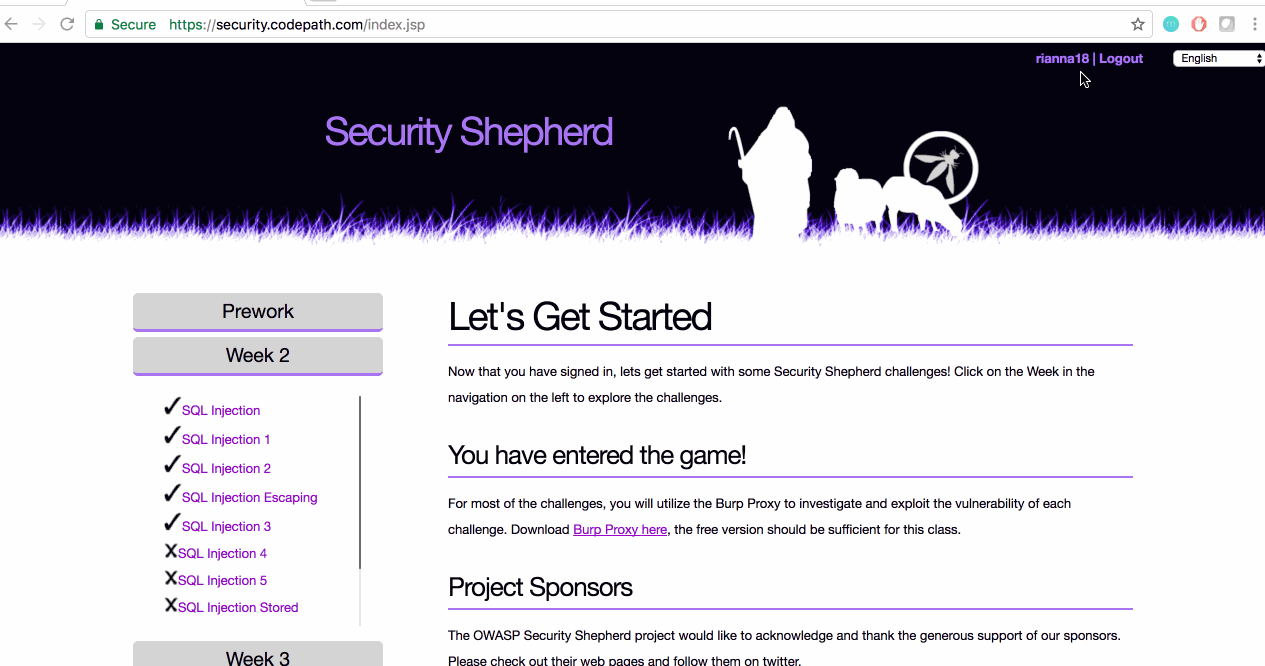 Secure https://security.codepath.com/index.jsp
rianna18 | Logout English
Security Shepherd
Prework
Week 2
✓SQL Injection
✓SQL Injection 1
✓SQL Injection 2
✓SQL Injection Escaping
✓SQL Injection 3
XSQL Injection 4
XSQL Injection 5
XSQL Injection Stored
Week 3
Let's Get Started
Now that you have signed in, lets get started with some Security Shepherd challenges! Click on the Week in the
navigation on the left to explore the challenges.
You have entered the game!
For most of the challenges, you will utilize the Burp Proxy to investigate and exploit the vulnerability of each
challenge. Download Burp Proxy here, the free version should be sufficient for this class.
Project Sponsors
The OWASP Security Shepherd project would like to acknowledge and thank the generous support of our sponsors.
Please check out their web pages and follow them on twitter.